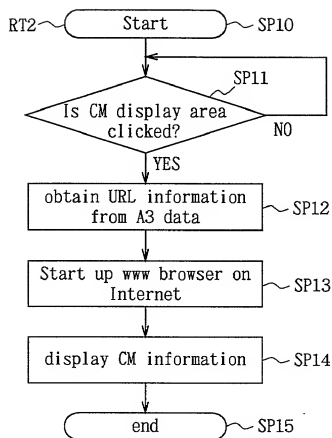 RT2 Start SP10
SP11
Is CM display area
clicked?
NO
YES
obtain URL information
from A3 data
SP12
Start up www browser on
Internet
SP13
display CM information
SP14
end
SP15